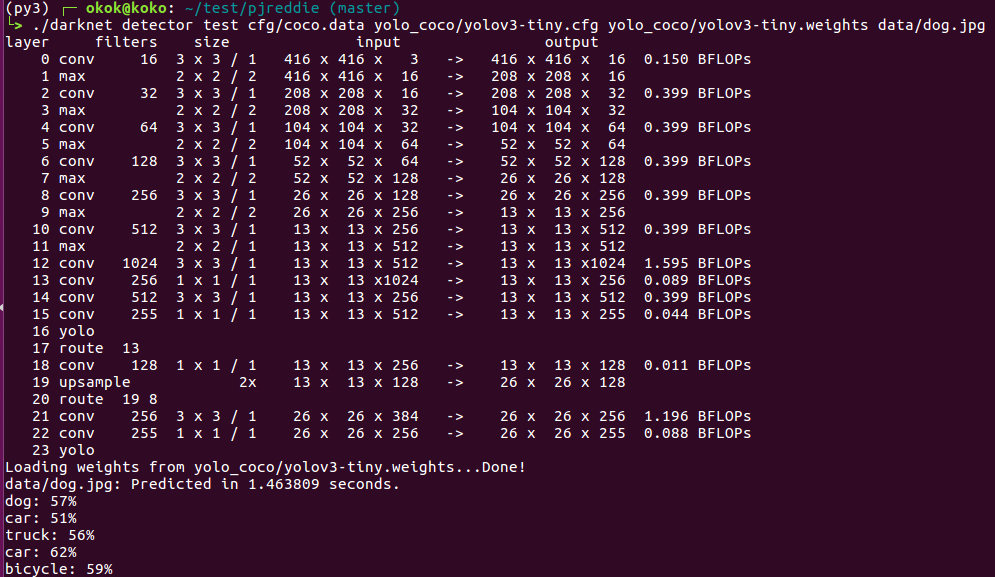 (py3) ┌─ okok@koko: ~/test/pjreddie (master)
└> ./darknet detector test cfg/coco.data yolo_coco/yolov3-tiny.cfg yolo_coco/yolov3-tiny.weights data/dog.jpg
layer     filters    size              input                output
    0 conv     16  3 x 3 / 1   416 x 416 x   3   ->   416 x 416 x  16  0.150 BFLOPs
    1 max          2 x 2 / 2   416 x 416 x  16   ->   208 x 208 x  16
    2 conv     32  3 x 3 / 1   208 x 208 x  16   ->   208 x 208 x  32  0.399 BFLOPs
    3 max          2 x 2 / 2   208 x 208 x  32   ->   104 x 104 x  32
    4 conv     64  3 x 3 / 1   104 x 104 x  32   ->   104 x 104 x  64  0.399 BFLOPs
    5 max          2 x 2 / 2   104 x 104 x  64   ->    52 x  52 x  64
    6 conv    128  3 x 3 / 1    52 x  52 x  64   ->    52 x  52 x 128  0.399 BFLOPs
    7 max          2 x 2 / 2    52 x  52 x 128   ->    26 x  26 x 128
    8 conv    256  3 x 3 / 1    26 x  26 x 128   ->    26 x  26 x 256  0.399 BFLOPs
    9 max          2 x 2 / 2    26 x  26 x 256   ->    13 x  13 x 256
   10 conv    512  3 x 3 / 1    13 x  13 x 256   ->    13 x  13 x 512  0.399 BFLOPs
   11 max          2 x 2 / 1    13 x  13 x 512   ->    13 x  13 x 512
   12 conv   1024  3 x 3 / 1    13 x  13 x 512   ->    13 x  13 x1024  1.595 BFLOPs
   13 conv    256  1 x 1 / 1    13 x  13 x1024   ->    13 x  13 x 256  0.089 BFLOPs
   14 conv    512  3 x 3 / 1    13 x  13 x 256   ->    13 x  13 x 512  0.399 BFLOPs
   15 conv    255  1 x 1 / 1    13 x  13 x 512   ->    13 x  13 x 255  0.044 BFLOPs
   16 yolo
   17 route  13
   18 conv    128  1 x 1 / 1    13 x  13 x 256   ->    13 x  13 x 128  0.011 BFLOPs
   19 upsample            2x    13 x  13 x 128   ->    26 x  26 x 128
   20 route  19 8
   21 conv    256  3 x 3 / 1    26 x  26 x 384   ->    26 x  26 x 256  1.196 BFLOPs
   22 conv    255  1 x 1 / 1    26 x  26 x 256   ->    26 x  26 x 255  0.088 BFLOPs
   23 yolo
Loading weights from yolo_coco/yolov3-tiny.weights...Done!
data/dog.jpg: Predicted in 1.463809 seconds.
dog: 57%
car: 51%
truck: 56%
car: 62%
bicycle: 59%